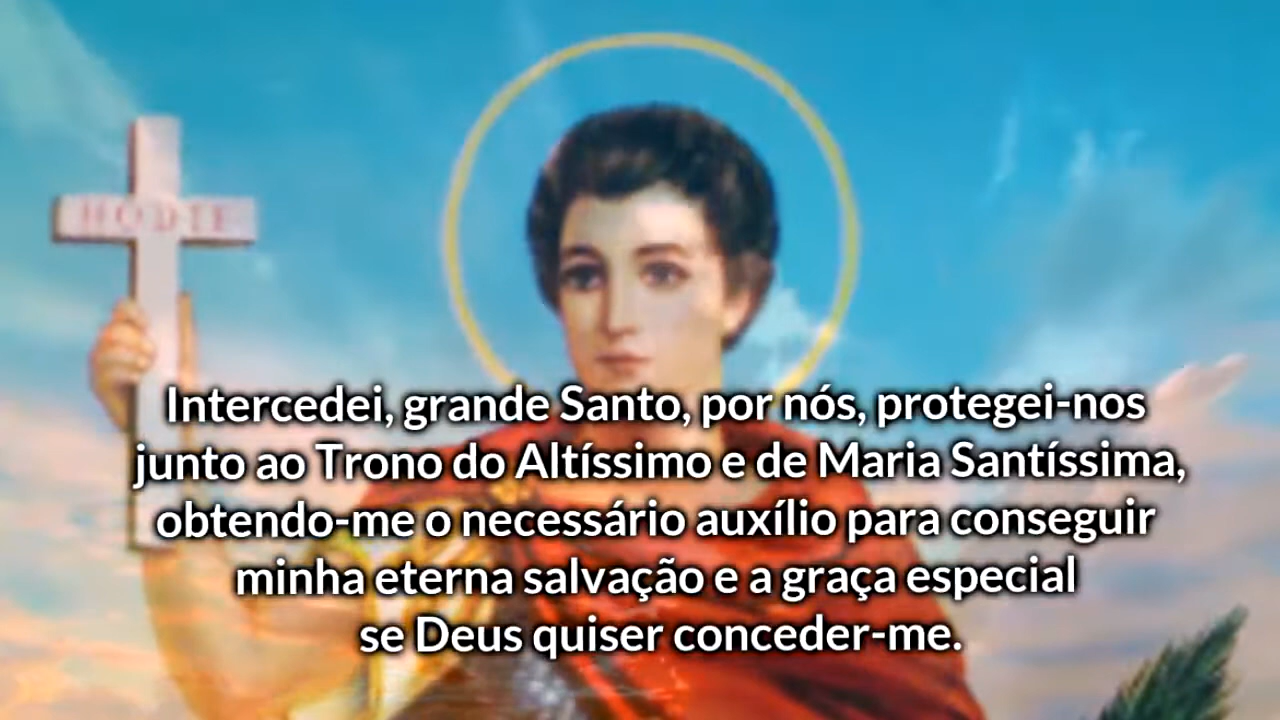 HODIE
Intercedei, grande Santo, por nós, protegei-nos
junto ao Trono do Altíssimo e de Maria Santíssima,
obtendo-me o necessário auxílio para conseguir
minha eterna salvação e a graça especial
se Deus quiser conceder-me.